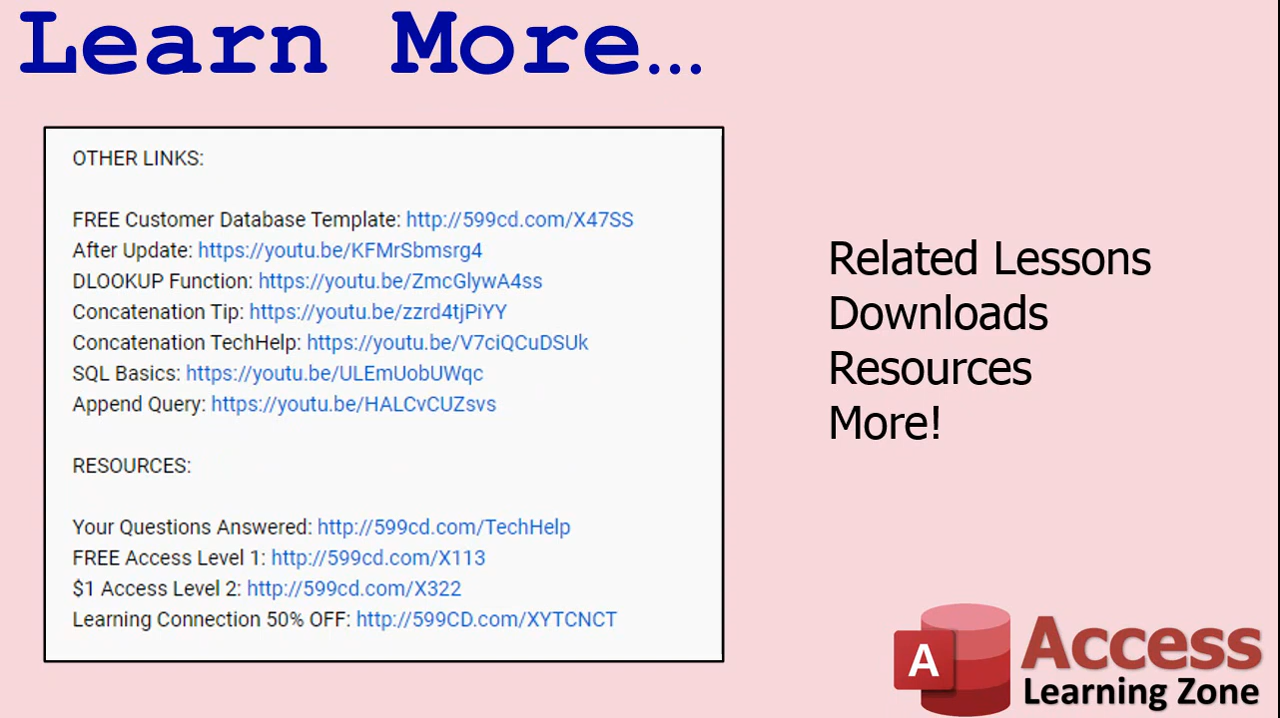 Learn More...
OTHER LINKS:
FREE Customer Database Template: http://599cd.com/X47SS
After Update: https://youtu.be/KFMrSbmsrg4
DLOOKUP Function: https://youtu.be/ZmcGlywA4ss
Concatenation Tip: https://youtu.be/zzrd4tjPiYY
Concatenation TechHelp: https://youtu.be/V7ciQCuDSUk
SQL Basics: https://youtu.be/ULEmUobUWqc
Append Query: https://youtu.be/HALCvCUZsvs
RESOURCES:
Your Questions Answered: http://599cd.com/TechHelp
FREE Access Level 1: http://599cd.com/X113
$1 Access Level 2: http://599cd.com/X322
Learning Connection 50% OFF: http://599CD.com/XYTCNCT
Related Lessons
Downloads
Resources
More!
A
Access
Learning Zone